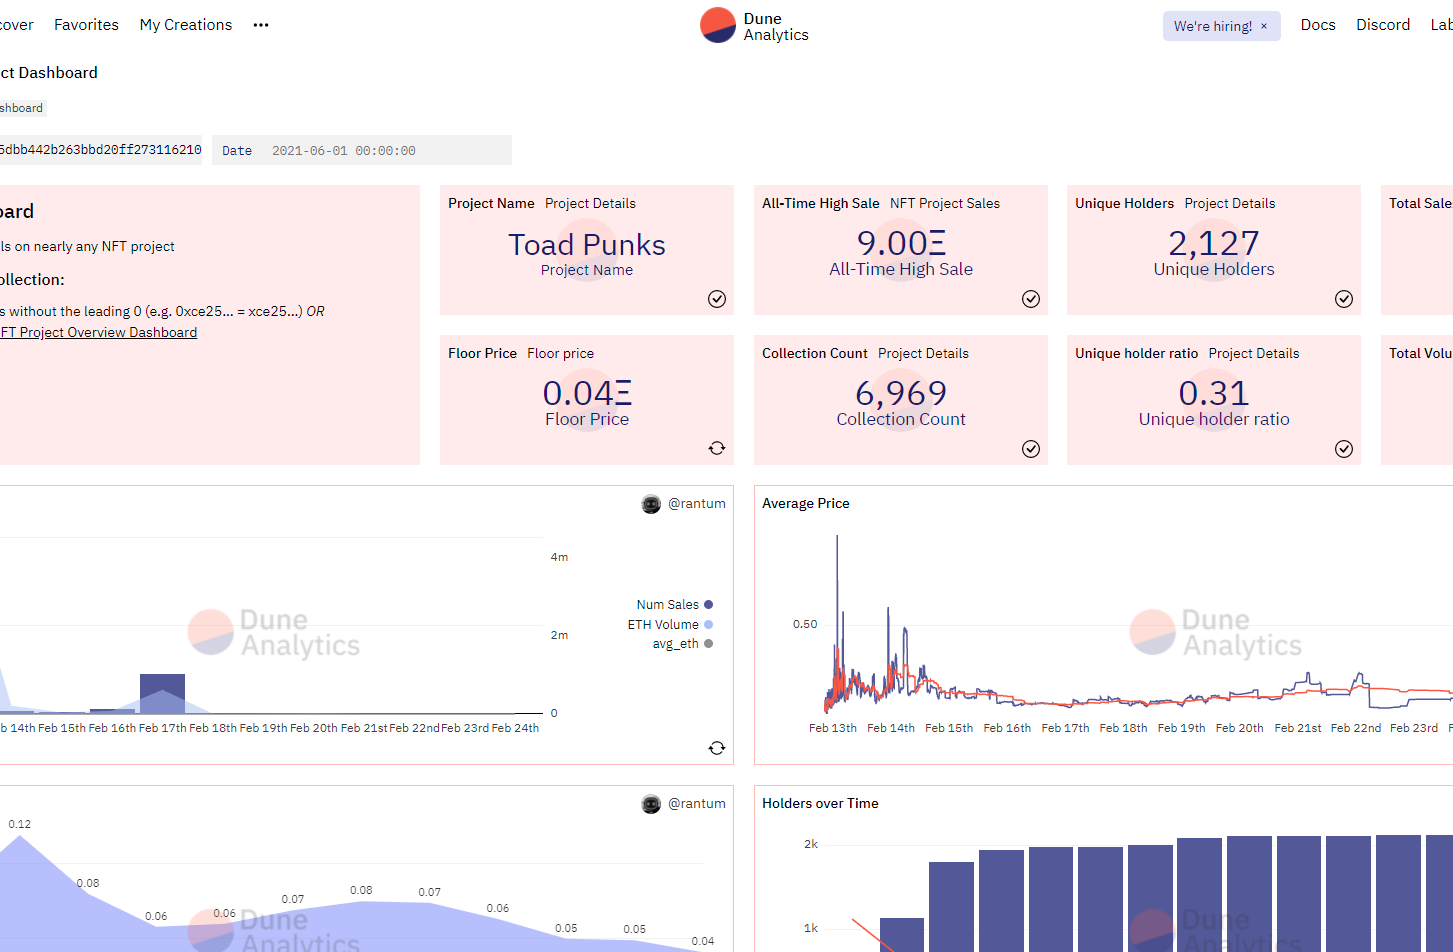 cover Favorites My Creations •••
Dune
Analytics
We're hiring! × Docs Discord Lab
ct Dashboard
shboard
5dbb442b263bbd20ff273116210 Date 2021-06-01 00:00:00
oard
ls on nearly any NFT project
ollection:
s without the leading 0 (e.g. 0xce25... = xce25...) OR
FT Project Overview Dashboard
Project Name Project Details
Toad Punks
Project Name
All-Time High Sale NFT Project Sales
9.00Ξ
All-Time High Sale
Unique Holders Project Details
2,127
Unique Holders
Total Sale
Floor Price Floor price
0.04Ξ
Floor Price
Collection Count Project Details
6,969
Collection Count
Unique holder ratio Project Details
0.31
Unique holder ratio
Total Volu
@rantum
4m
2m
0
Num Sales
ETH Volume
avg_eth
Dune
Analytics
b 14th Feb 15th Feb 16th Feb 17th Feb 18th Feb 19th Feb 20th Feb 21st Feb 22nd Feb 23rd Feb 24th
Average Price
0.50
Dune
Analytics
Feb 13th Feb 14th Feb 15th Feb 16th Feb 17th Feb 18th Feb 19th Feb 20th Feb 21st Feb 22nd Feb 23rd F
@rantum
0.12
0.08
0.06
0.06
0.07
0.08
0.07
0.06
0.05
0.05
0.04
Dune
Analytics
Holders over Time
2k
1k
Dune
Analytics